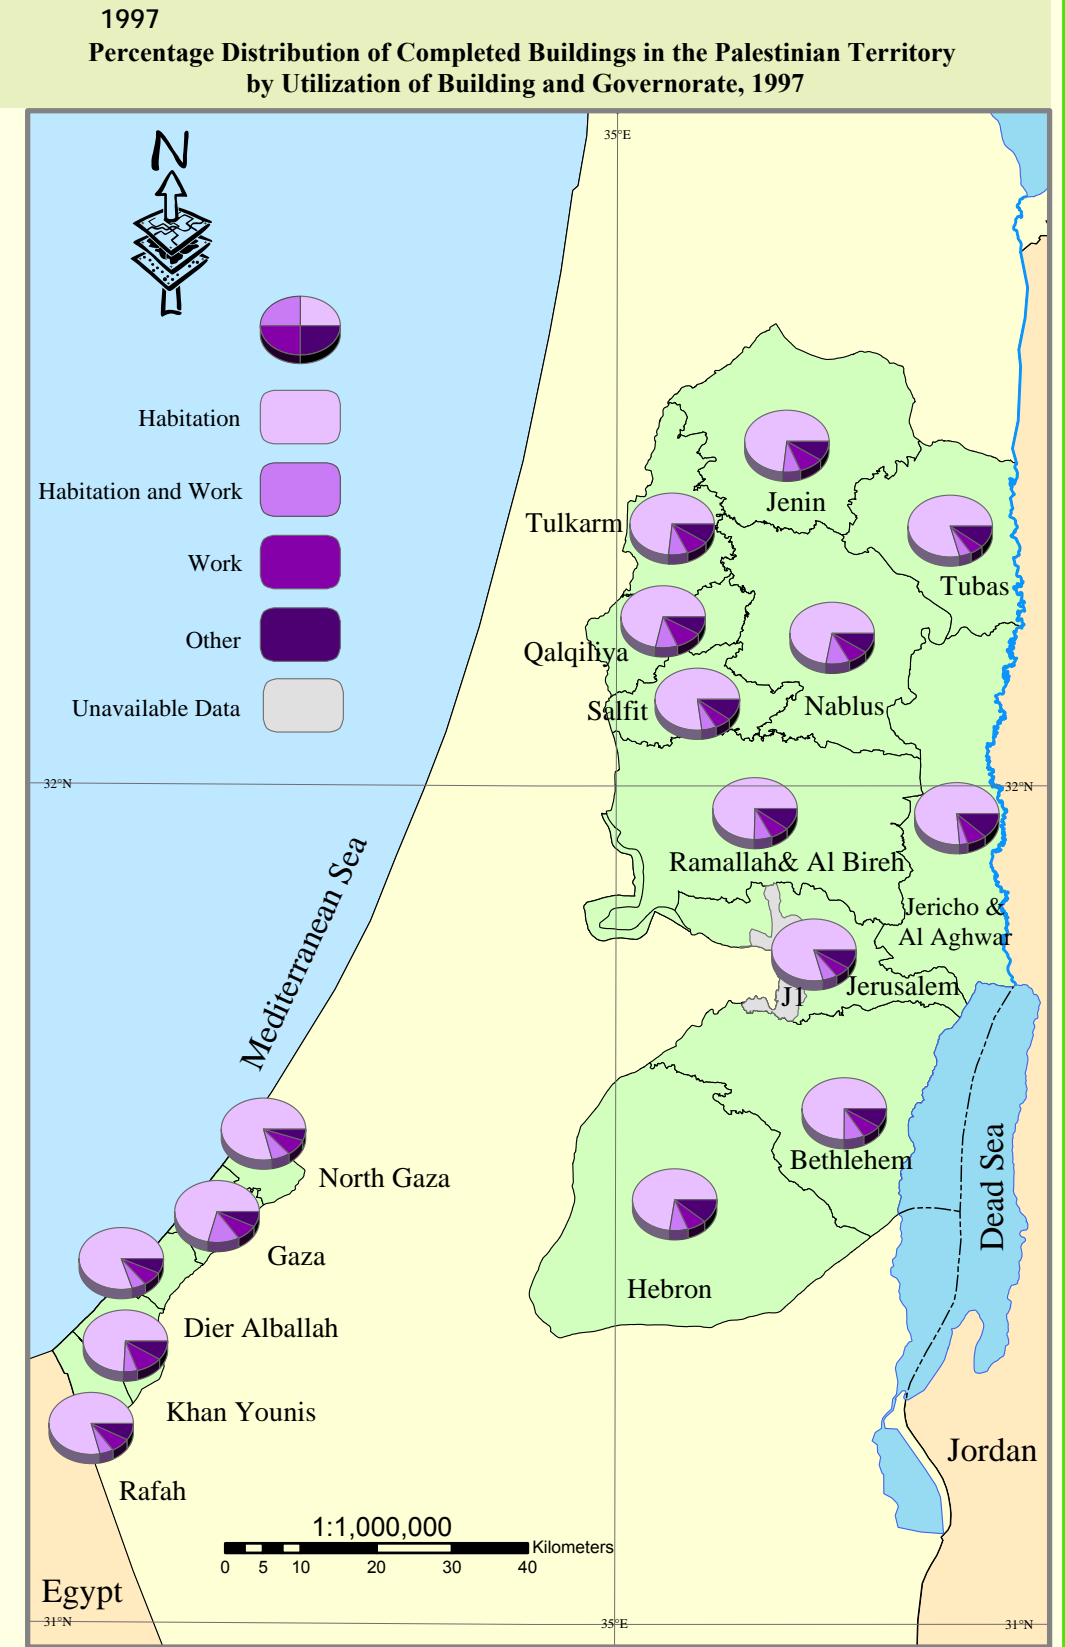 1997
Percentage Distribution of Completed Buildings in the Palestinian Territory
by Utilization of Building and Governorate, 1997
35°E
N
Habitation
Habitation and Work
Work
Other
Unavailable Data
Jenin
Tulkarm
Tubas
Qalqiliya
Nablus
Salfit
32°N
32°N
Mediterranean Sea
Ramallah& Al Bireh
Jericho &
Al Aghwar
Jerusalem
J1
Bethlehem
Dead Sea
North Gaza
Gaza
Hebron
Dier Alballah
Khan Younis
Jordan
Rafah
1:1,000,000
Kilometers
0 5 10 20 30 40
Egypt
31°N
35°E
31°N